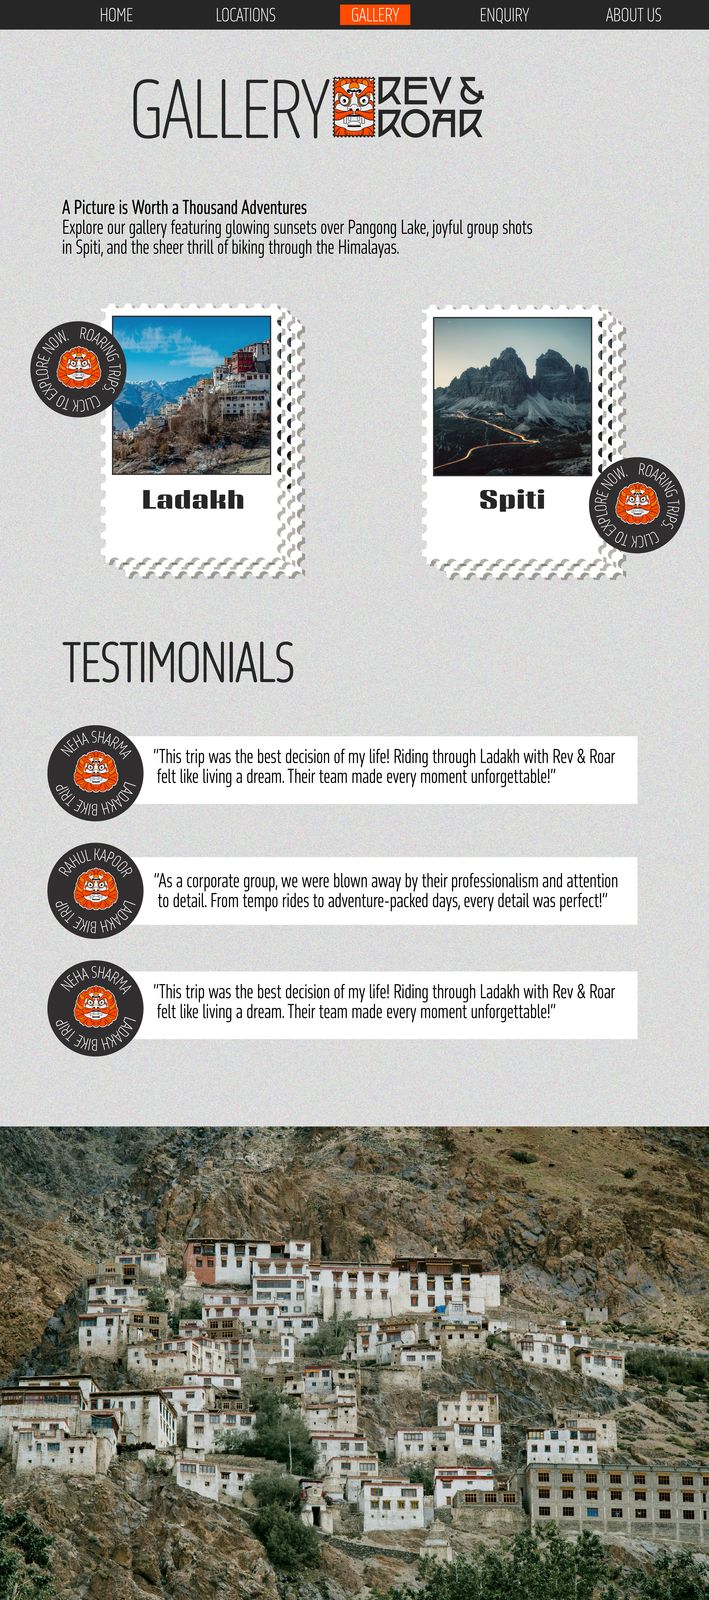 HOME LOCATIONS GALLERY ENQUIRY ABOUT US
GALLERY
REV &
ROAR
A Picture is Worth a Thousand Adventures
Explore our gallery featuring glowing sunsets over Pangong Lake, joyful group shots
in Spiti, and the sheer thrill of biking through the Himalayas.
ROARING TRIPS. CLICK TO EXPLORE NOW.
Ladakh
Spiti
ROARING TRIPS. CLICK TO EXPLORE NOW.
TESTIMONIALS
NEHA SHARMA
LADAKH BIKE TRIP
"This trip was the best decision of my life! Riding through Ladakh with Rev & Roar
felt like living a dream. Their team made every moment unforgettable!"
RAHUL KAPOOR
LADAKH BIKE TRIP
"As a corporate group, we were blown away by their professionalism and attention
to detail. From tempo rides to adventure-packed days, every detail was perfect!"
NEHA SHARMA
LADAKH BIKE TRIP
"This trip was the best decision of my life! Riding through Ladakh with Rev & Roar
felt like living a dream. Their team made every moment unforgettable!"